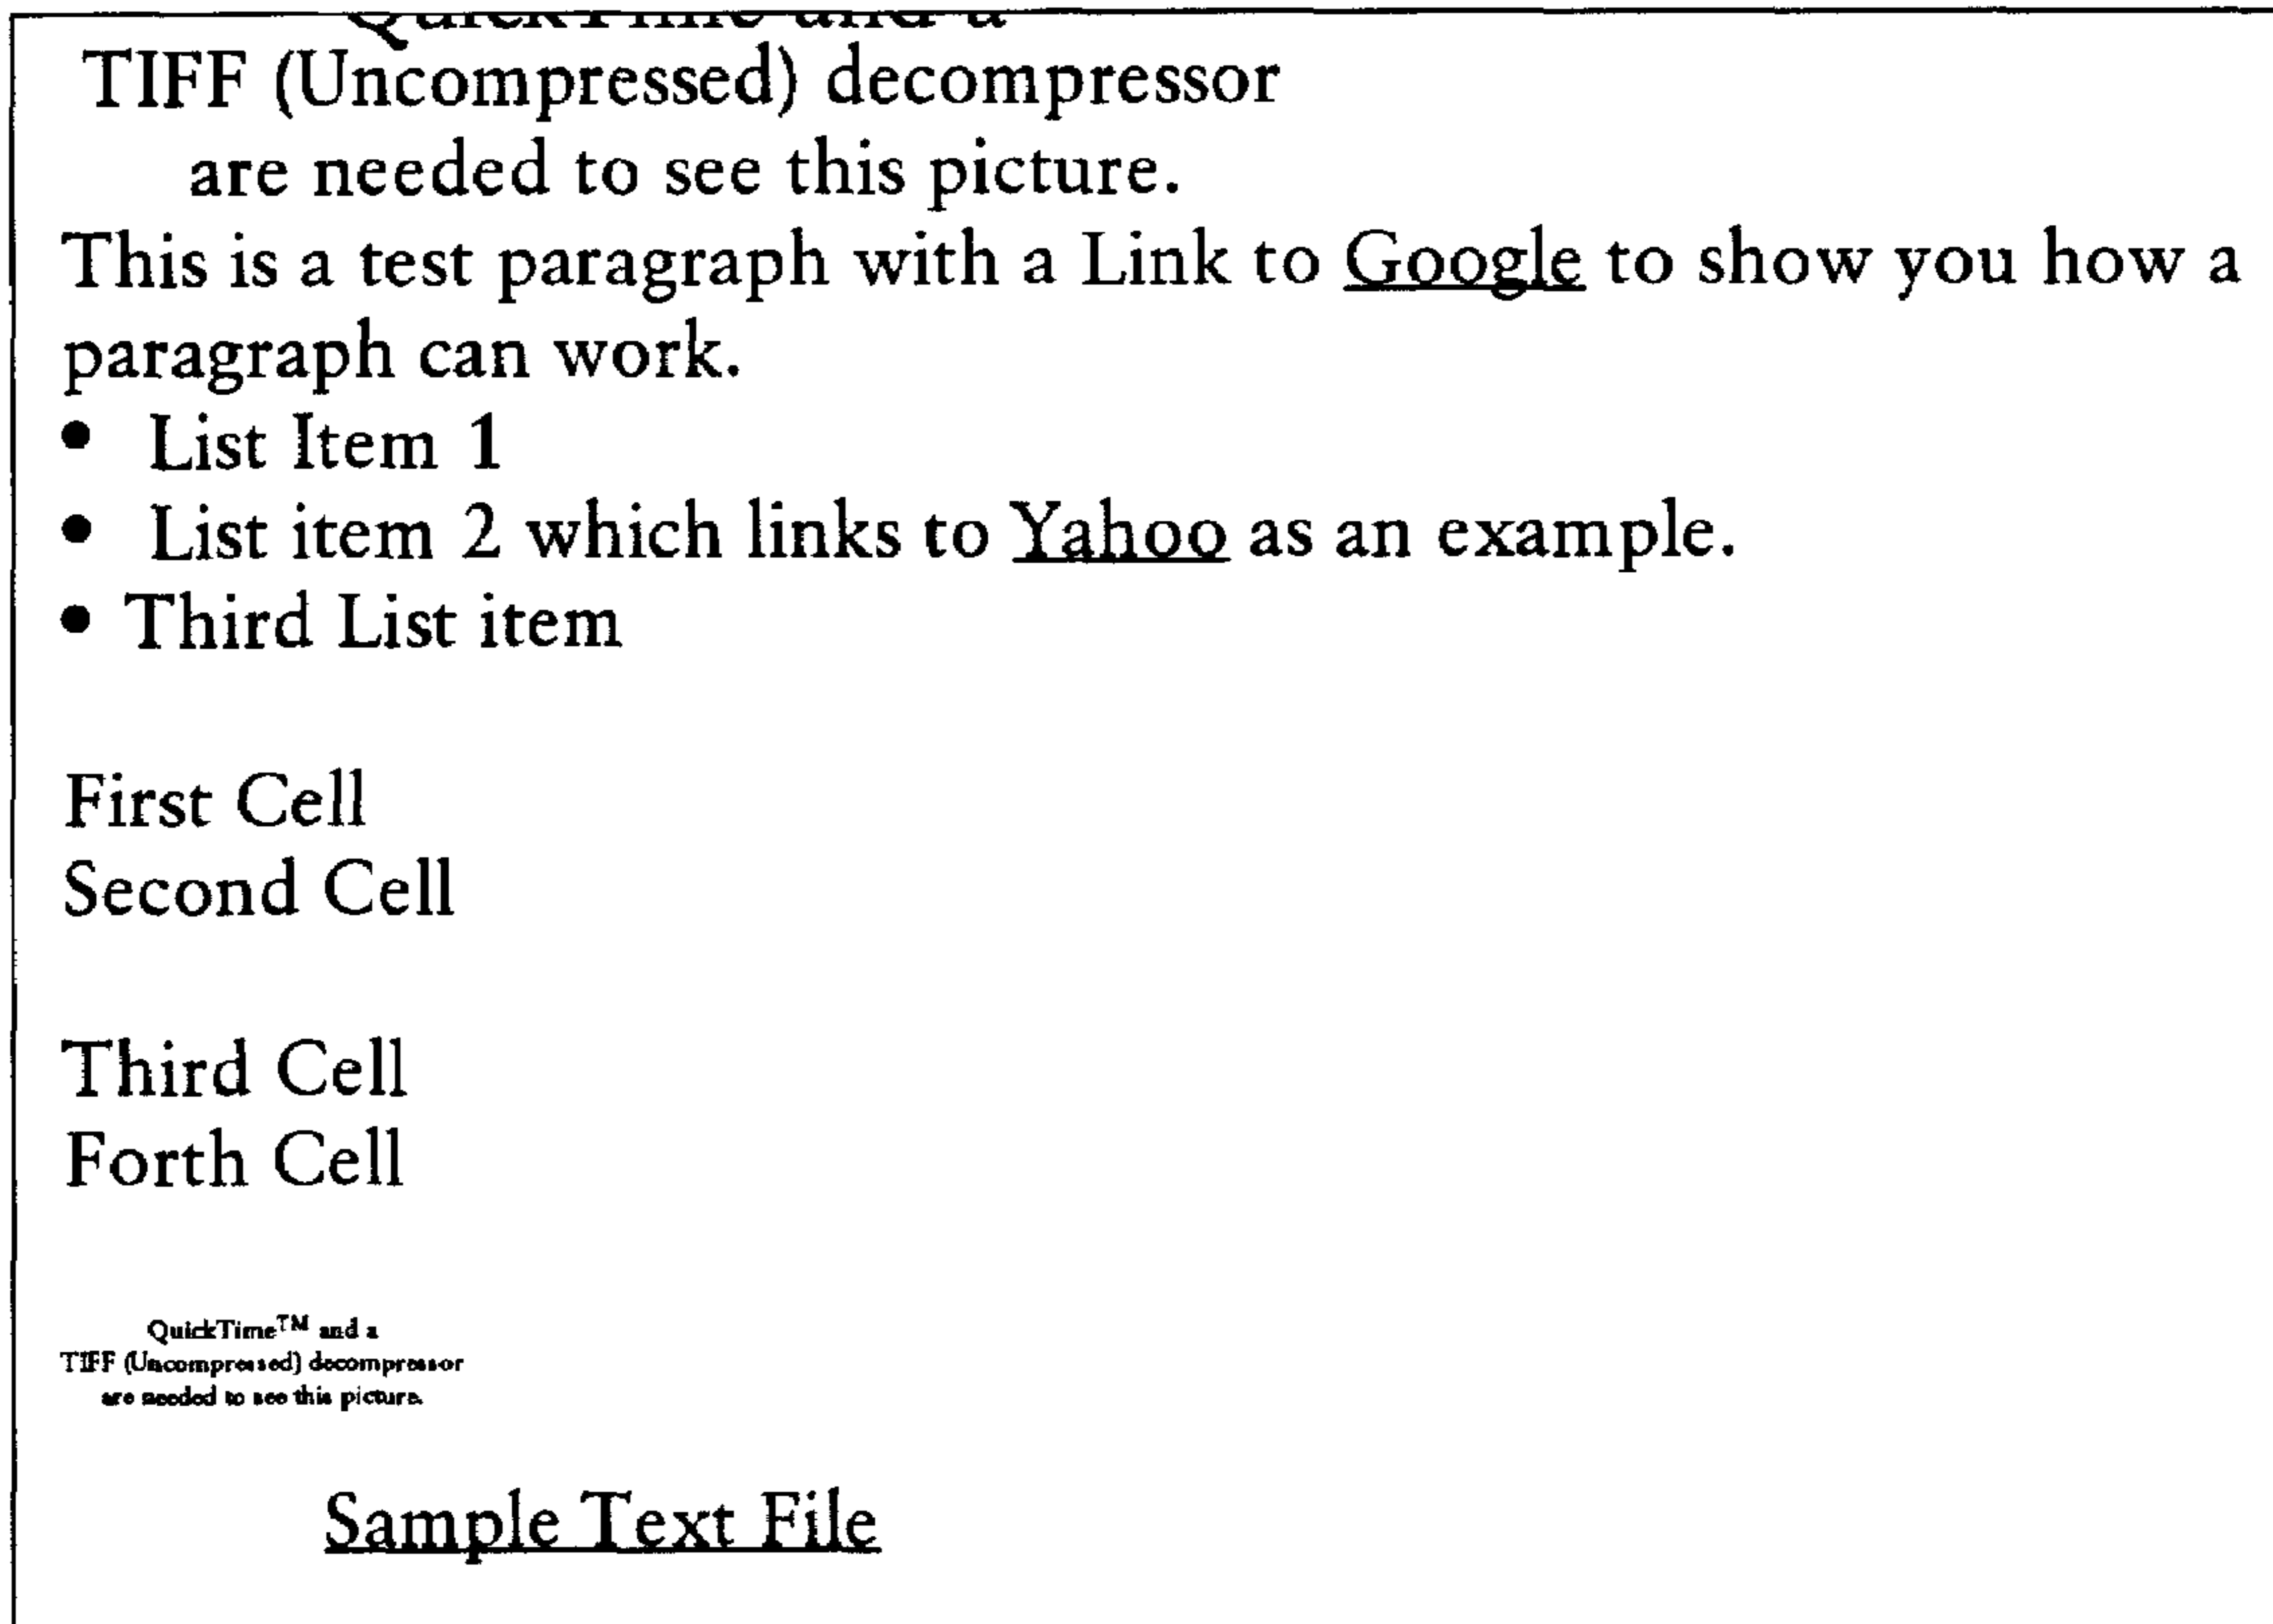 QuickTime and a
TIFF (Uncompressed) decompressor
are needed to see this picture.
This is a test paragraph with a Link to Google to show you how a
paragraph can work.
• List Item 1
• List item 2 which links to Yahoo as an example.
• Third List item
First Cell
Second Cell
Third Cell
Forth Cell
QuickTime™ and a
TIFF (Uncompressed) decompressor
are needed to see this picture.
Sample Text File